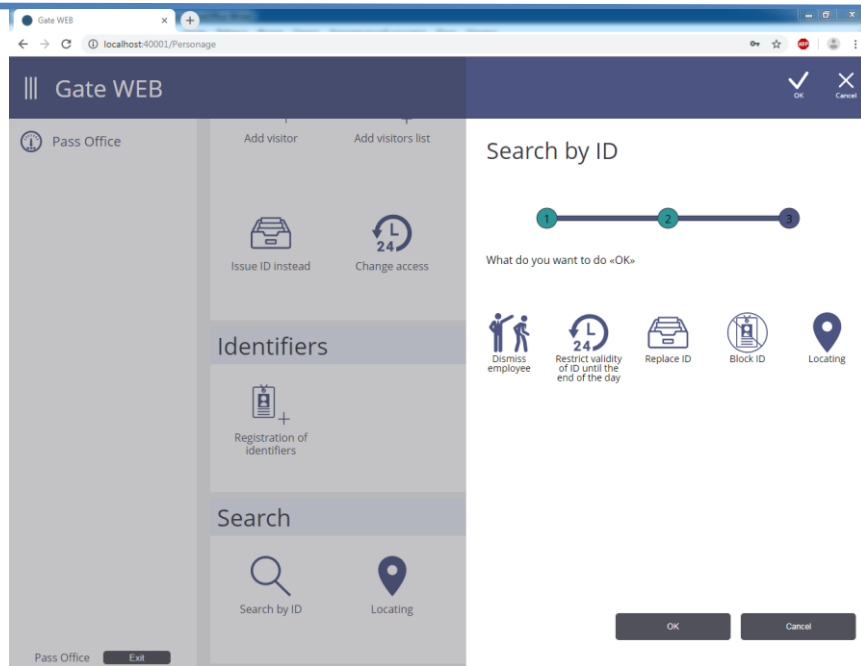 Gate WEB
localhost:40001/Personage
ABP
Gate WEB
OK
Cancel
Pass Office
Add visitor
Add visitors list
24
Issue ID instead
Change access
Identifiers
Registration of
identifiers
Search
Search by ID
Locating
Pass Office
Exit
Search by ID
1
2
3
What do you want to do «OK»
24
Dismiss
employee
Restrict validity
of ID until the
end of the day
Replace ID
Block ID
Locating
OK
Cancel